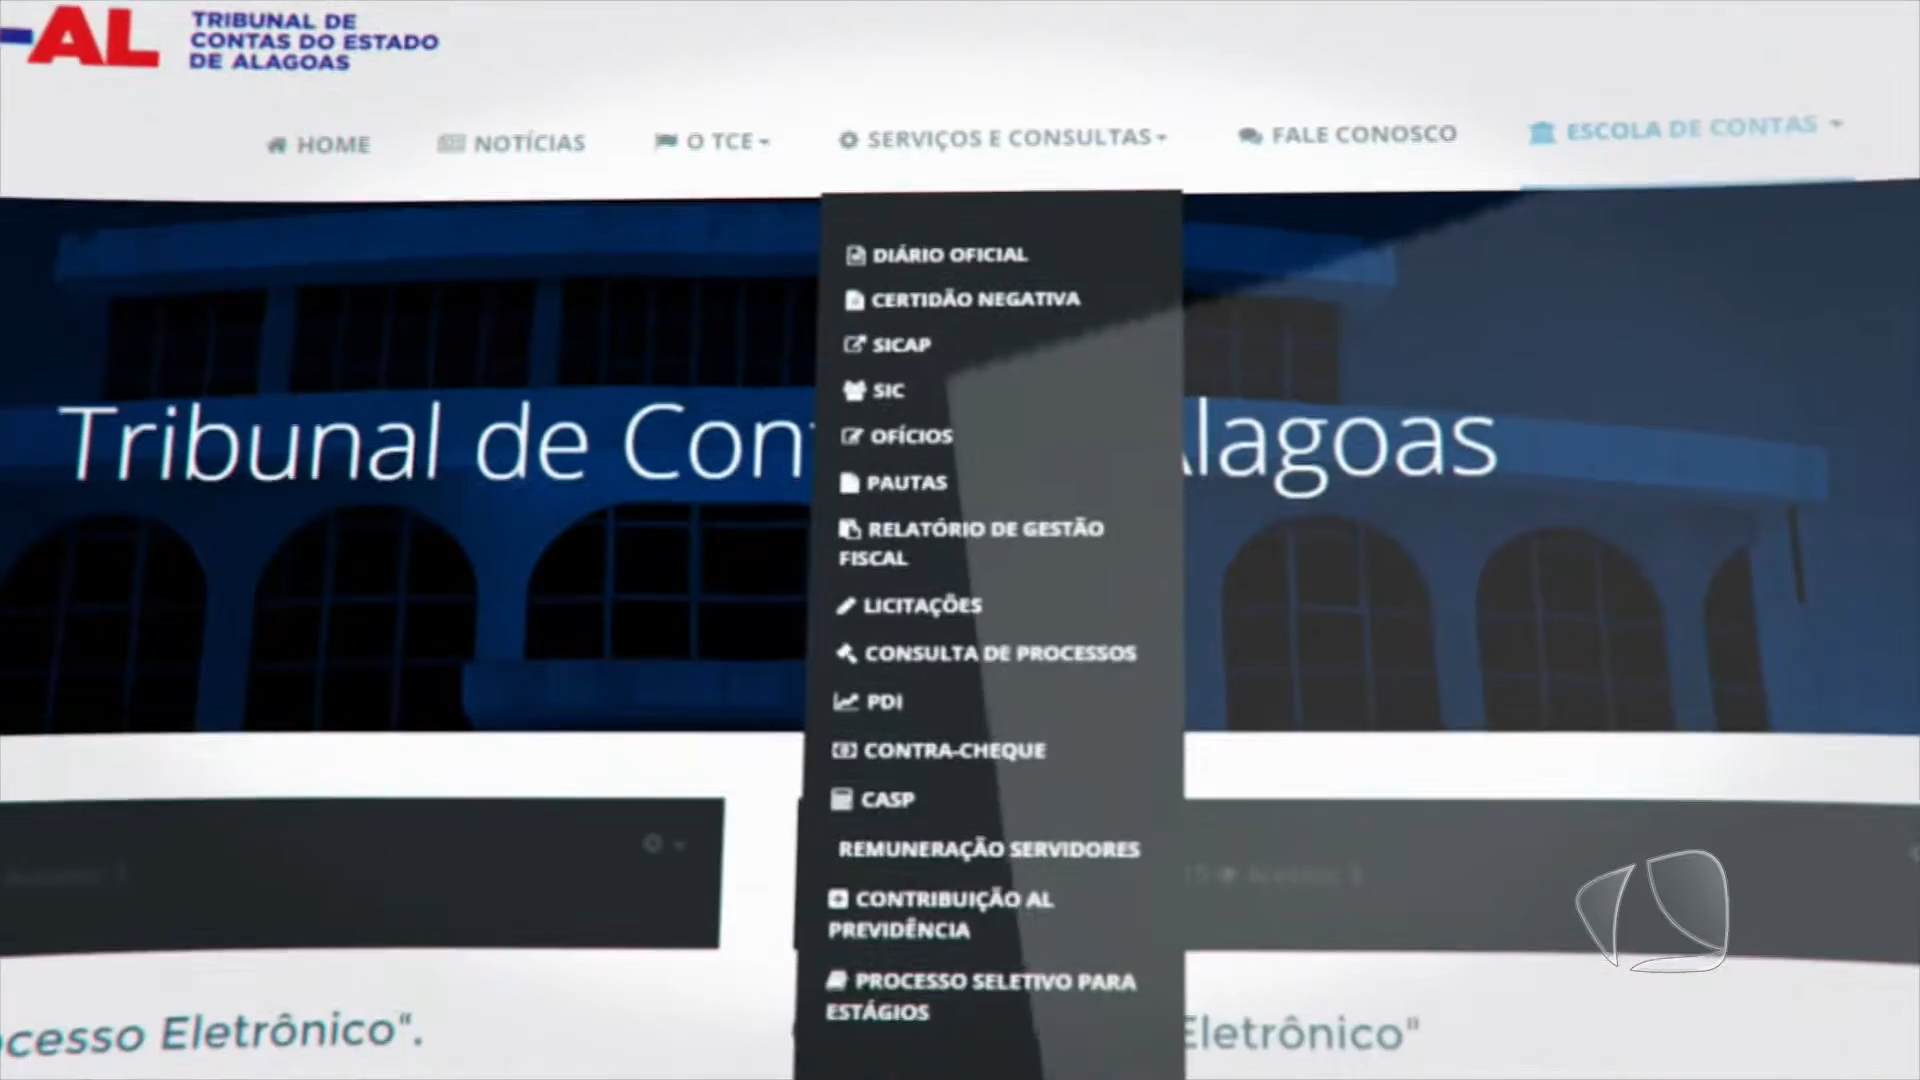 -AL
TRIBUNAL DE
CONTAS DO ESTADO
DE ALAGOAS
HOME
NOTÍCIAS
O TCE
SERVIÇOS E CONSULTAS
FALE CONOSCO
ESCOLA DE CONTAS
DIÁRIO OFICIAL
CERTIDÃO NEGATIVA
SICAP
SIC
OFÍCIOS
PAUTAS
RELATÓRIO DE GESTÃO
FISCAL
LICITAÇÕES
CONSULTA DE PROCESSOS
PDI
CONTRA-CHEQUE
CASP
REMUNERAÇÃO SERVIDORES
CONTRIBUIÇÃO AL
PREVIDÊNCIA
PROCESSO SELETIVO PARA
ESTÁGIOS
Tribunal de Con lagoas
cesso Eletrônico".
Eletrônico"